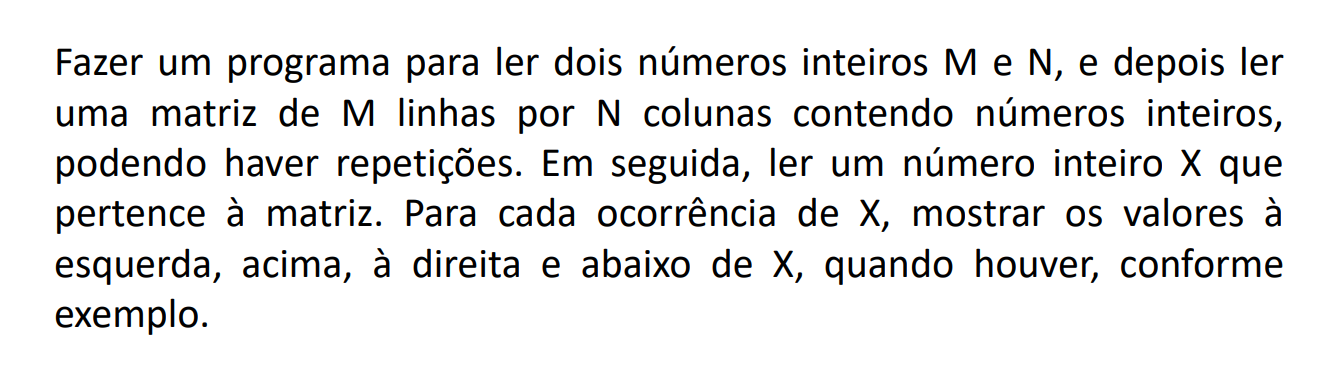 Fazer um programa para ler dois números inteiros M e N, e depois ler
uma matriz de M linhas por N colunas contendo números inteiros,
podendo haver repetições. Em seguida, ler um número inteiro X que
pertence à matriz. Para cada ocorrência de X, mostrar os valores à
esquerda, acima, à direita e abaixo de X, quando houver, conforme
exemplo.